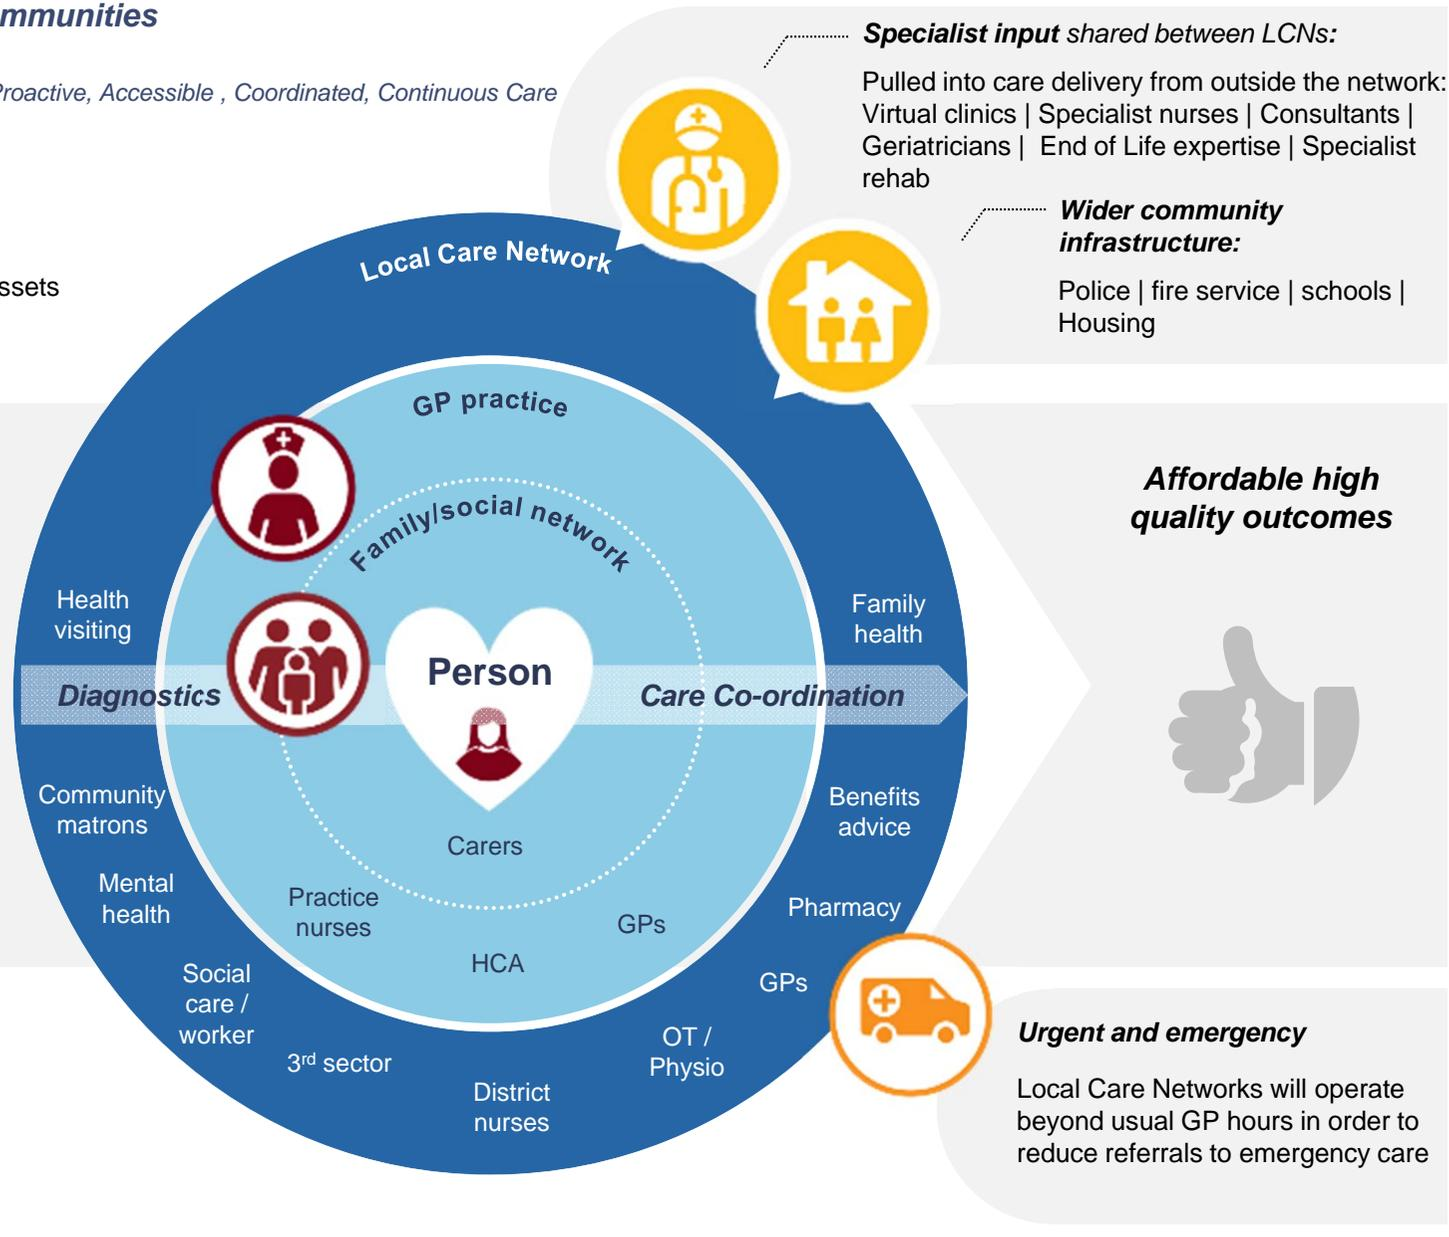 mmunities
Proactive, Accessible , Coordinated, Continuous Care
ssets
Specialist input shared between LCNs:
Pulled into care delivery from outside the network:
Virtual clinics | Specialist nurses | Consultants |
Geriatricians | End of Life expertise | Specialist
rehab
Wider community
infrastructure:
Police | fire service | schools |
Housing
Local Care Network
GP practice
Family/social network
Person
Diagnostics
Care Co-ordination
Health
visiting
Family
health
Community
matrons
Benefits
advice
Carers
Mental
health
Practice
nurses
GPs
HCA
Pharmacy
Social
care /
worker
GPs
3rd sector
OT /
Physio
District
nurses
Affordable high
quality outcomes
Urgent and emergency
Local Care Networks will operate
beyond usual GP hours in order to
reduce referrals to emergency care